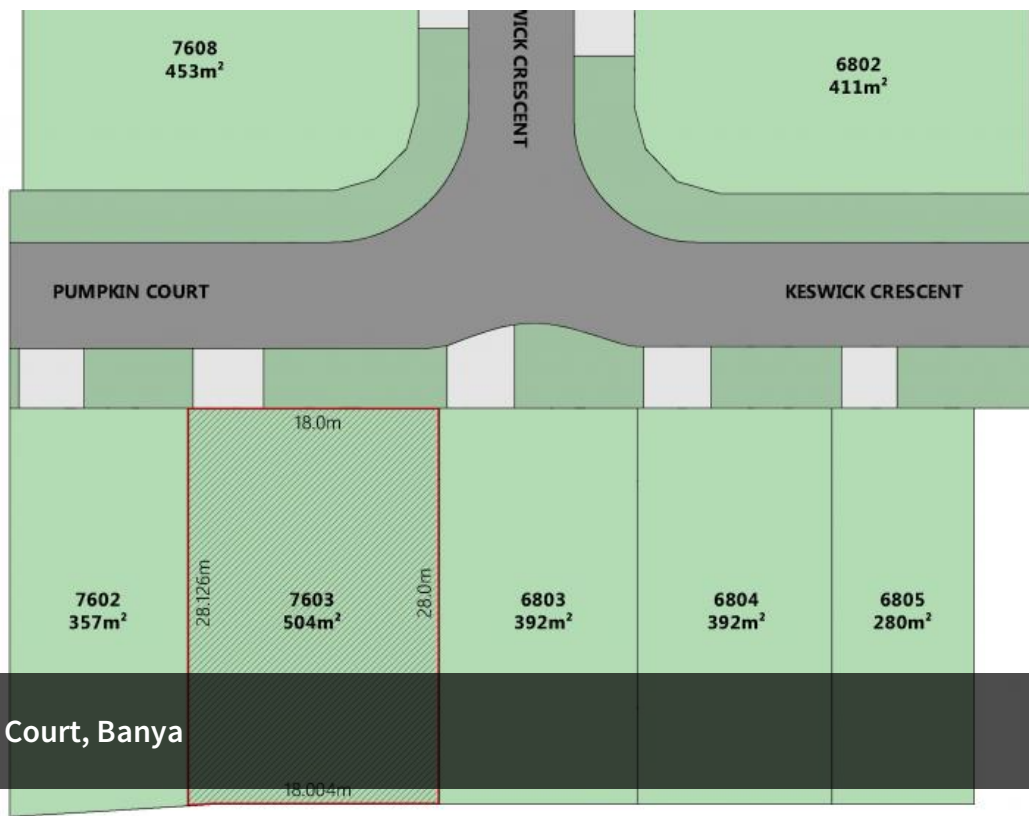 7608
453m²
VICK CRESCENT
6802
411m²
PUMPKIN COURT
KESWICK CRESCENT
18.0m
28.126m
28.0m
7602
357m²
7603
504m²
6803
392m²
6804
392m²
6805
280m²
Court, Banya
18.004m